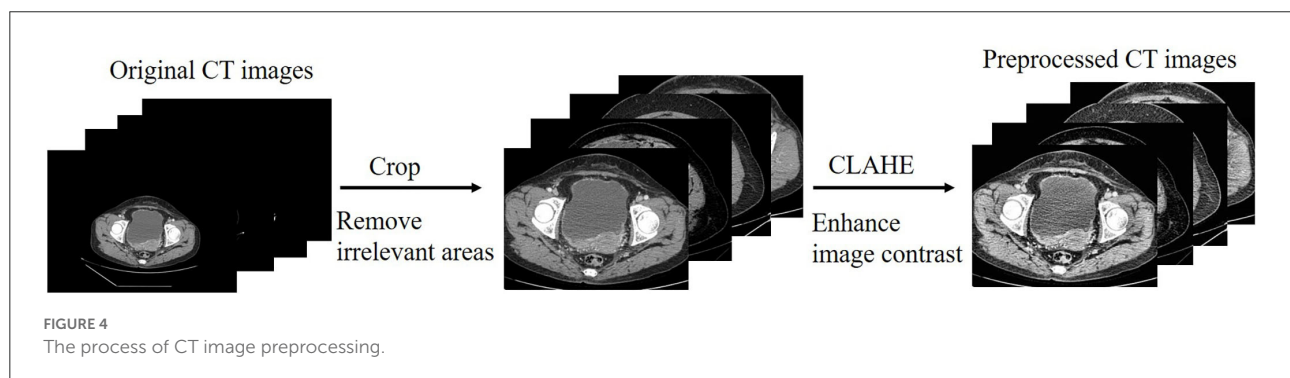 Original CT images
Preprocessed CT images
Crop
Remove
irrelevant areas
CLAHE
Enhance
image contrast
FIGURE 4
The process of CT image preprocessing.